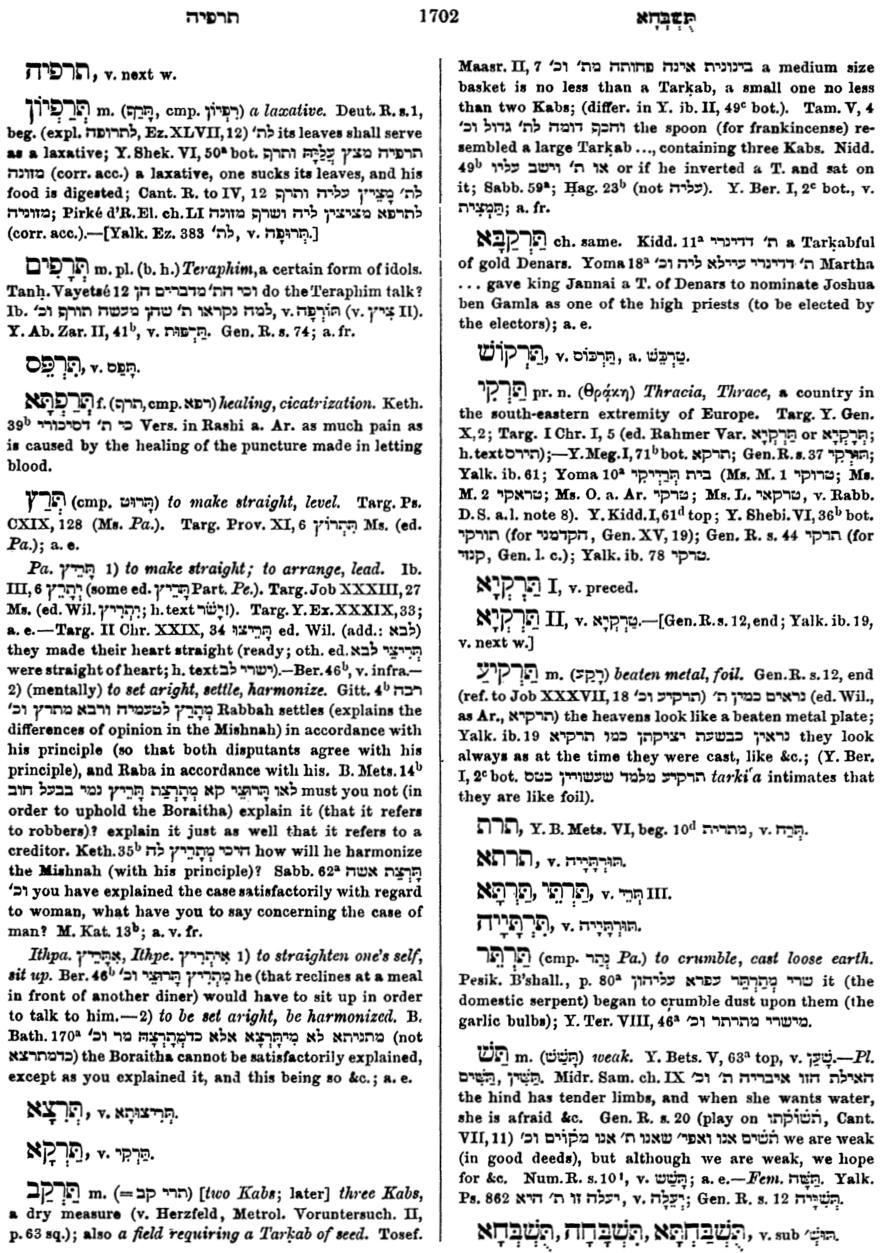 תרפיה 1702 תֻּשְׁבְּחָא
תרפיה, v. next w.
תַּרְפְּיוֹן m. (תָּרַף, cmp. רִפְיוֹן) a laxative. Deut. R. s. 1,
beg. (expl. לתרופה, Ez. XLVII, 12) לת׳ its leaves shall serve
as a laxative; Y. Shek. VI, 50ᵃ bot. תרפיה מצץ עֲלֵיהּ ותרף
מזונה (corr. acc.) a laxative, one sucks its leaves, and his
food is digested; Cant. R. to IV, 12 לת׳ מָצֵיץ עליה ותרף
מזוניה; Pirké d'R. El. ch. LI לתרפא מציצין ליה ושרף מזונה
(corr. acc.).—[Yalk. Ez. 383 לת׳, v. תְּרוּפָה.]
תְּרָפִים m. pl. (b. h.) Teraphim, a certain form of idols.
Tanḥ. Vayetsé 12 וכי הת׳ מדברים הן do the Teraphim talk?
Ib. למה נקראו ת׳ שהן מעשה תורף וכ׳, v. תּוֹרֶפָה (v. צִיץ II).
Y. Ab. Zar. II, 41ᵇ, v. תַּרְפּוּת. Gen. R. s. 74; a. fr.
תִּרְפֵּס, v. תָּפַס.
תְּרַפְתָּא f. (תרף, cmp. רפא) healing, cicatrization. Keth.
39ᵇ כי ת׳ דסיכורי Vers. in Rashi a. Ar. as much pain as
is caused by the healing of the puncture made in letting
blood.
תְּרַץ (cmp. תָּרוּט) to make straight, level. Targ. Ps.
CXIX, 128 (Ms. Pa.). Targ. Prov. XI, 6 תִּתְרוֹץ Ms. (ed.
Pa.); a. e.
Pa. תָּרֵיץ 1) to make straight; to arrange, lead. Ib.
III, 6 יְתָרֵץ (some ed. תָּרֵיץ Part. Pe.). Targ. Job XXXIII, 27
Ms. (ed. Wil. יִתְרִיץ; h. text יָשׁר!). Targ. Y. Ex. XXXIX, 33;
a. e.—Targ. II Chr. XXIX, 34 תָּרִיצוּ ed. Wil. (add.: לבא)
they made their heart straight (ready; oth. ed. תְּרִיצֵי לבא
were straight of heart; h. text ישרי לב).—Ber. 46ᵇ, v. infra.—
2) (mentally) to set aright, settle, harmonize. Gitt. 4ᵇ רבה
מְתָרֵץ לטעמיה ורבא מתרץ וכ׳ Rabbah settles (explains the
differences of opinion in the Mishnah) in accordance with
his principle (so that both disputants agree with his
principle), and Raba in accordance with his. B. Mets. 14ᵇ
לאו תָּרוּצֵי קא מְתָרְצַת תָּרֵיץ נמי בבעל חוב must you not (in
order to uphold the Boraitha) explain it (that it refers
to robbers)? explain it just as well that it refers to a
creditor. Keth. 35ᵇ היכי מְתָרֵיץ לה how will he harmonize
the Mishnah (with his principle)? Sabb. 62ᵃ תָּרַצְתְּ אשה
וכ׳ you have explained the case satisfactorily with regard
to woman, what have you to say concerning the case of
man? M. Kat. 13ᵇ; a. v. fr.
Ithpa. אִתָּרֵיץ, Ithpe. אִיתְּרִיץ 1) to straighten one's self,
sit up. Ber. 46ᵇ מִתָּרֵיץ תָּרוּצֵי וכ׳ he (that reclines at a meal
in front of another diner) would have to sit up in order
to talk to him.—2) to be set aright, be harmonized. B.
Bath. 170ᵃ מתניתא לא מִיתָּרְצָא אלא כדמְתָרְצָהּ מר וכ׳ (not
כדמתרצא) the Boraitha cannot be satisfactorily explained,
except as you explained it, and this being so &c.; a. e.
תְּרִצָא, v. תְּרִיצוּתָא.
תְּרָקָא, v. תַּרְקִי.
תַּרְקַב m. (=תרי קב) [two Kabs; later] three Kabs,
a dry measure (v. Herzfeld, Metrol. Voruntersuch. II,
p. 63 sq.); also a field requiring a Tarḳab of seed. Tosef.
Maasr. II, 7 בינונית אינה פחותה מת׳ וכ׳ a medium size
basket is no less than a Tarḳab, a small one no less
than two Kabs; (differ. in Y. ib. II, 49ᶜ bot.). Tam. V, 4
והכף דומה לת׳ גדול וכ׳ the spoon (for frankincense) re-
sembled a large Tarḳab ..., containing three Kabs. Nidd.
49ᵇ או ת׳ וישב עליו or if he inverted a T. and sat on
it; Sabb. 59ᵃ; Ḥag. 23ᵇ (not עליה). Y. Ber. I, 2ᶜ bot., v.
תַּמְצִית; a. fr.
תַּרְקַבָּא ch. same. Kidd. 11ᵃ ת׳ דדינרי a Tarḳabful
of gold Denars. Yoma 18ᵃ ת׳ דדינרי עיילא ליה וכ׳ Martha
... gave king Jannai a T. of Denars to nominate Joshua
ben Gamla as one of the high priests (to be elected by
the electors); a. e.
תַּרְקוֹשׁ, v. תַּרְכּוֹס, a. טַרְכֵּשׁ.
תַּרְקִי pr. n. (Θρᾴκη) Thracia, Thrace, a country in
the south-eastern extremity of Europe. Targ. Y. Gen.
X, 2; Targ. I Chr. I, 5 (ed. Rahmer Var. תַּרְקְיָא or תְּרָקְיָא;
h. text תירס);—Y. Meg. I, 71ᵇ bot. תרקא; Gen. R. s. 37 תּוּרְקֵי;
Yalk. ib. 61; Yoma 10ᵃ בית תְּרַיְיקֵי (Ms. M. 1 טרוקי; Ms.
M. 2 טראקי; Ms. O. a. Ar. טרקי; Ms. L. טרקאי, v. Rabb.
D. S. a. l. note 8). Y. Kidd. I, 61ᵈ top; Y. Shebi. VI, 36ᵇ bot.
תורקי (for הקדמני, Gen. XV, 19); Gen. R. s. 44 תרקי (for
קנזי, Gen. l. c.); Yalk. ib. 78 טרקי.
תַּרְקְיָא I, v. preced.
תַּרְקְיָא II, v. טַרְקְיָא.—[Gen. R. s. 12, end; Yalk. ib. 19,
v. next w.]
תַּרְקִיעַ m. (רָקַע) beaten metal, foil. Gen. R. s. 12, end
(ref. to Job XXXVII, 18 תרקיע וכ׳) נראים כמין ת׳ (ed. Wil.,
as Ar., תרקיא) the heavens look like a beaten metal plate;
Yalk. ib. 19 נראין כבשעת יציקתן כמו תרקיא they look
always as at the time they were cast, like &c.; (Y. Ber.
I, 2ᶜ bot. תרקיע מלמד שעשויין כטס tarki'a intimates that
they are like foil).
תרת, Y. B. Mets. VI, beg. 10ᵈ מתרית, v. תְּרַח.
תרתא, v. תּוּרְתָּיֵיה.
תַּרְתָּא, תַּרְתֵּי, v. תְּרֵי III.
תִּרְתָּיֵיה, v. תּוּרְתָּיֵיה.
תַּרְתֵּר (cmp. נְתַר Pa.) to crumble, cast loose earth.
Pesik. B'shall., p. 80ᵃ שרי מְתַרְתֵּר עפרא עליהון it (the
domestic serpent) began to crumble dust upon them (the
garlic bulbs); Y. Ter. VIII, 46ᵃ מישרי מתרתר וכ׳.
תַּשׁ m. (תָּשַׁשׁ) weak. Y. Bets. V, 63ᵃ top, v. שָׁעַן.—Pl.
תַּשִּׁים, תַּשִּׁין. Midr. Sam. ch. IX האילת הזו איבריה ת׳ וכ׳
the hind has tender limbs, and when she wants water,
she is afraid &c. Gen. R. s. 20 (play on תשוקתו, Cant.
VII, 11) תשים אנו ואפי׳ שאנו ת׳ אנו מקוים וכ׳ we are weak
(in good deeds), but although we are weak, we hope
for &c. Num. R. s. 10¹, v. תָּשַׁשׁ; a. e.—Fem. תַּשָּׁה. Yalk.
Ps. 862 יעלה זו ת׳ היא, v. יְעֵלָה; Gen. R. s. 12 תְּשִׁיָּיה.
תֻּשְׁבַּחְתָּא, תִּשְׁבָּחָה, תֻּשְׁבְּחָא, v. sub תּוּשׁ׳.